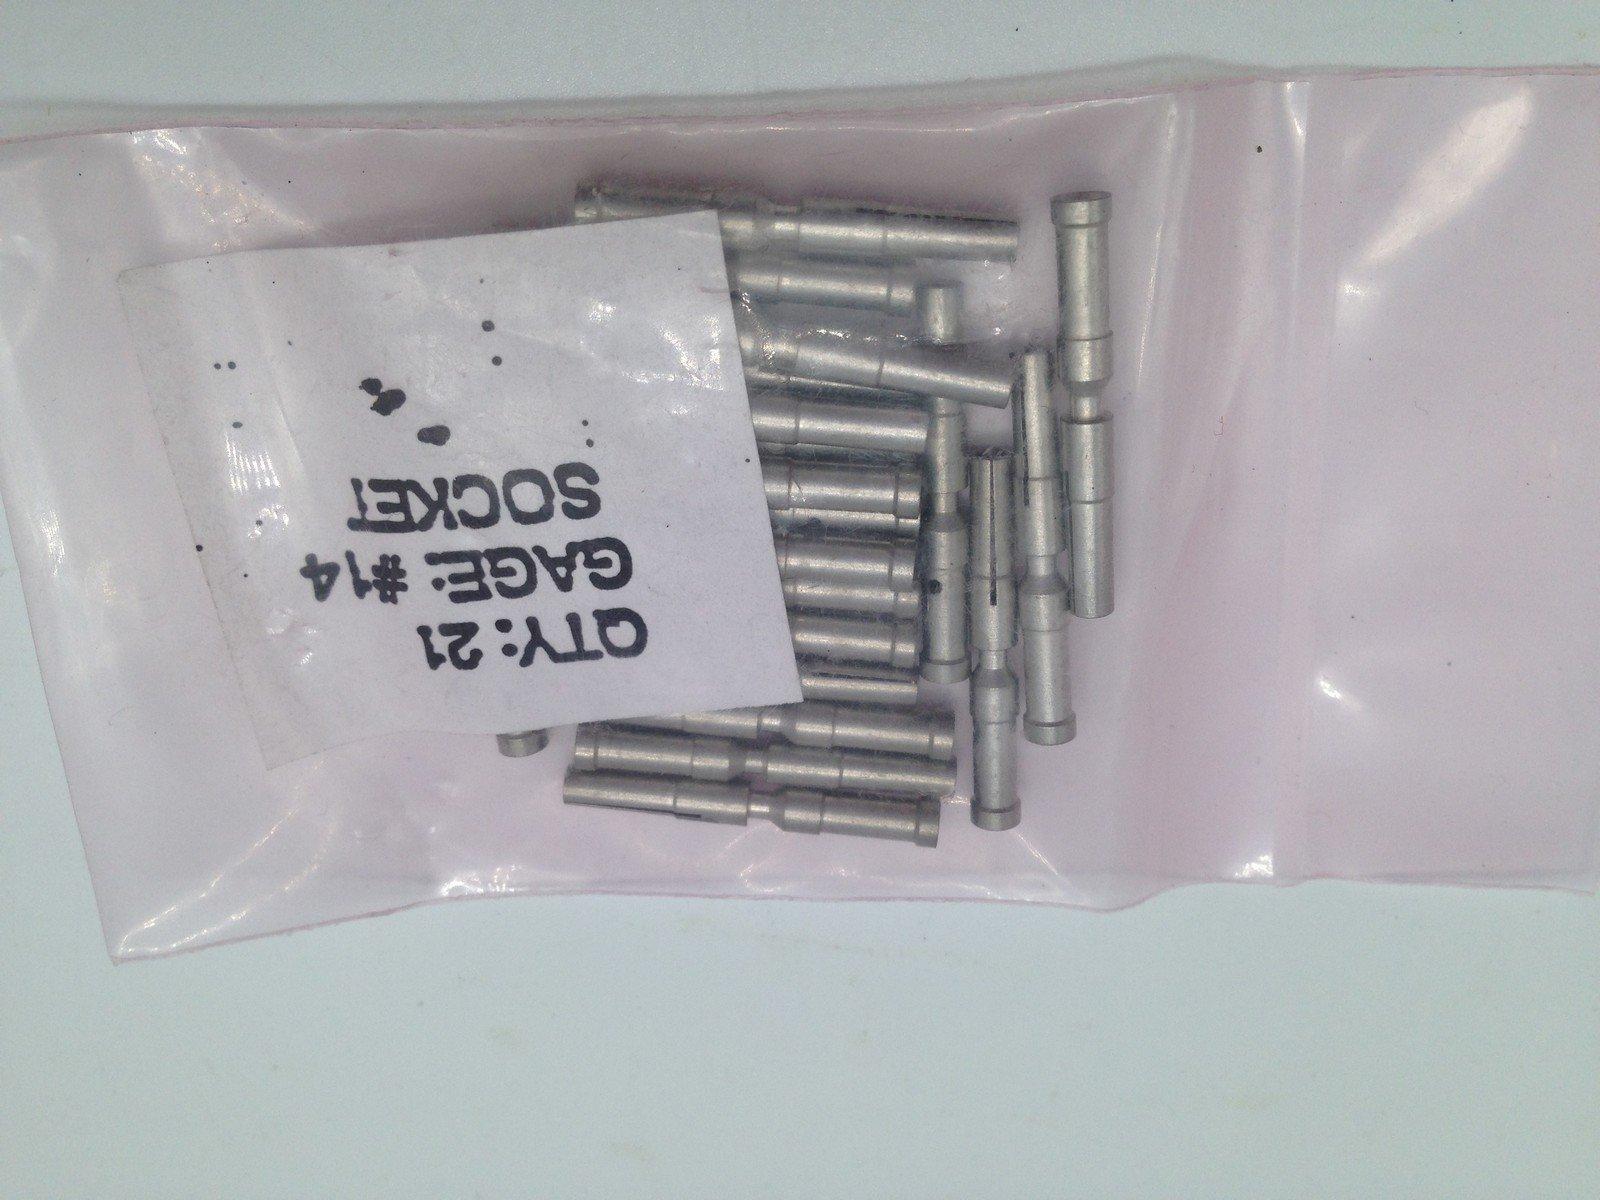 QTY: 21
GAGE: #14
SOCKET